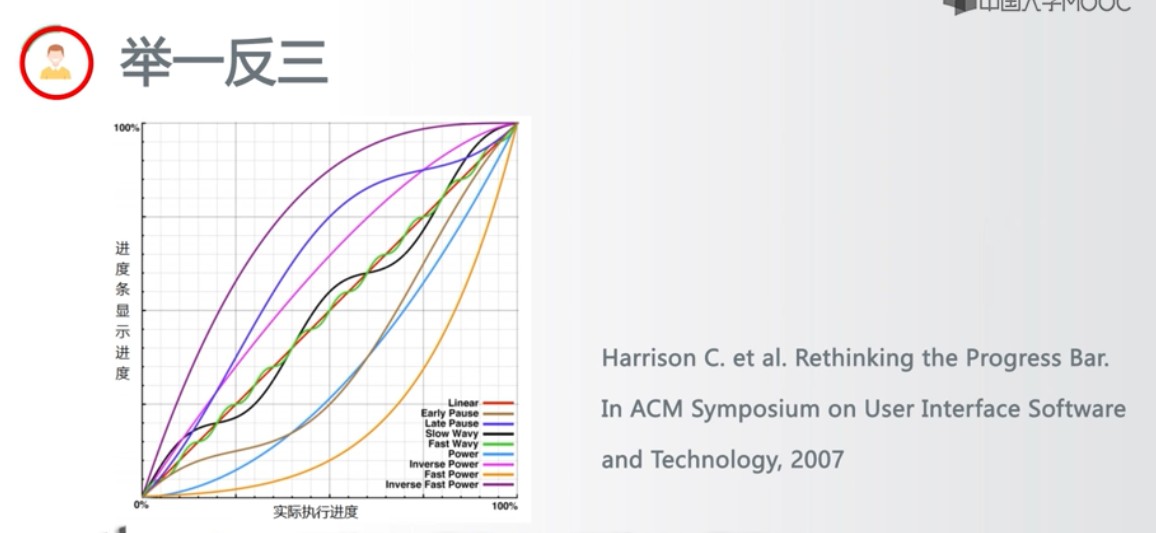 中国大学MOOC
举一反三
100%
进度条显示进度
Linear
Early Pause
Late Pause
Slow Wavy
Fast Wavy
Power
Inverse Power
Fast Power
Inverse Fast Power
0%
实际执行进度
100%
Harrison C. et al. Rethinking the Progress Bar.
In ACM Symposium on User Interface Software
and Technology, 2007